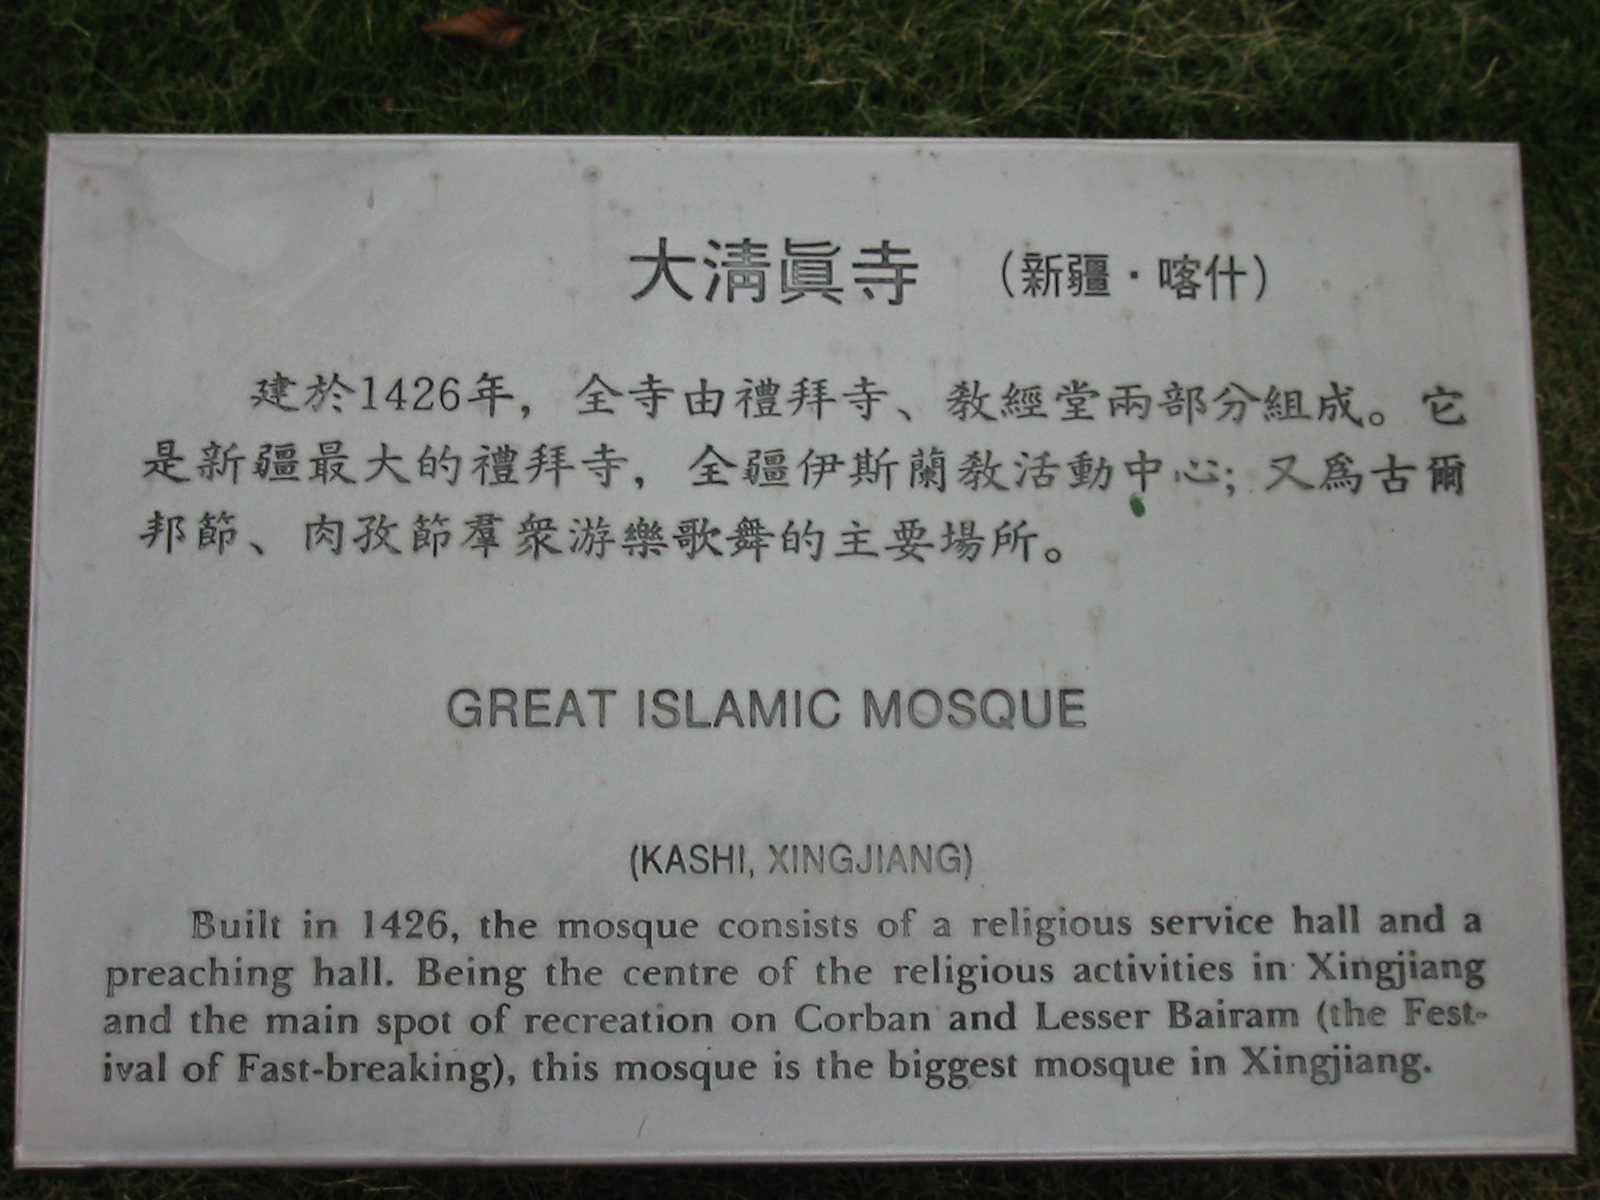 大淸眞寺 （新疆・喀什）
建於1426年，全寺由禮拜寺、敎經堂兩部分組成。它
是新疆最大的禮拜寺，全疆伊斯蘭敎活動中心；又爲古爾
邦節、肉孜節羣衆游樂歌舞的主要場所。
GREAT ISLAMIC MOSQUE
(KASHI, XINGJIANG)
Built in 1426, the mosque consists of a religious service hall and a
preaching hall. Being the centre of the religious activities in Xingjiang
and the main spot of recreation on Corban and Lesser Bairam (the Fest-
ival of Fast-breaking), this mosque is the biggest mosque in Xingjiang.